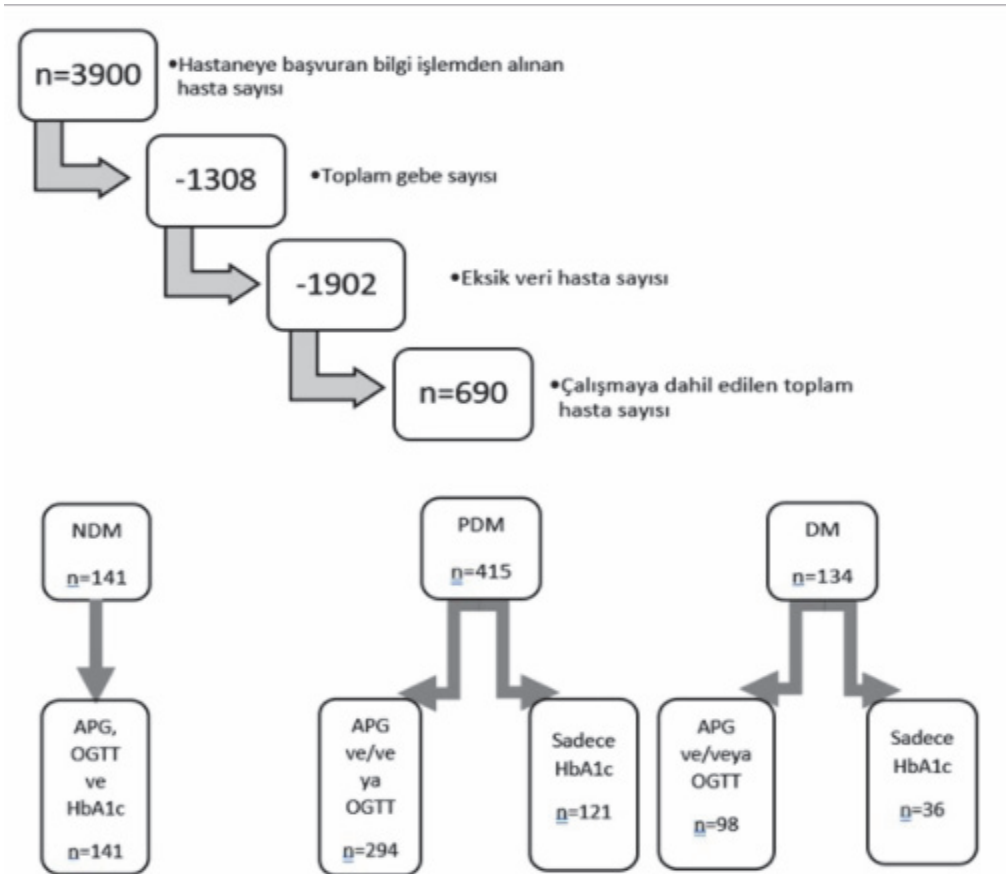 n=3900
•Hastaneye başvuran bilgi işlemden alınan
hasta sayısı
-1308
•Toplam gebe sayısı
-1902
•Eksik veri hasta sayısı
n=690
•Çalışmaya dahil edilen toplam
hasta sayısı
NDM
n=141
PDM
n=415
DM
n=134
APG,
OGTT
ve
HbA1c
n=141
APG
ve/ve
ya
OGTT
n=294
Sadece
HbA1c
n=121
APG
ve/veya
OGTT
n=98
Sadece
HbA1c
n=36